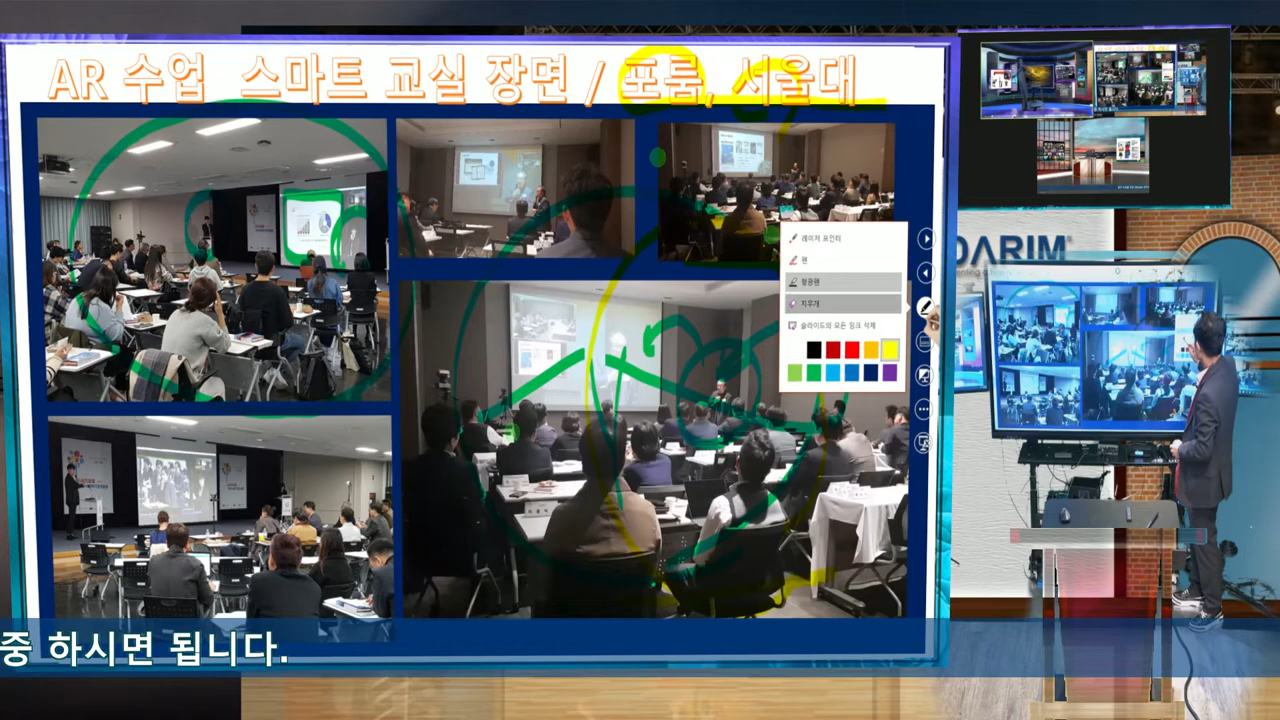 AR 수업 스마트 교실 장면 / 포룸, 서울대
레이저 포인터
펜
형광펜
지우개
슬라이드의 모든 잉크 삭제
DARIM
중 하시면 됩니다.